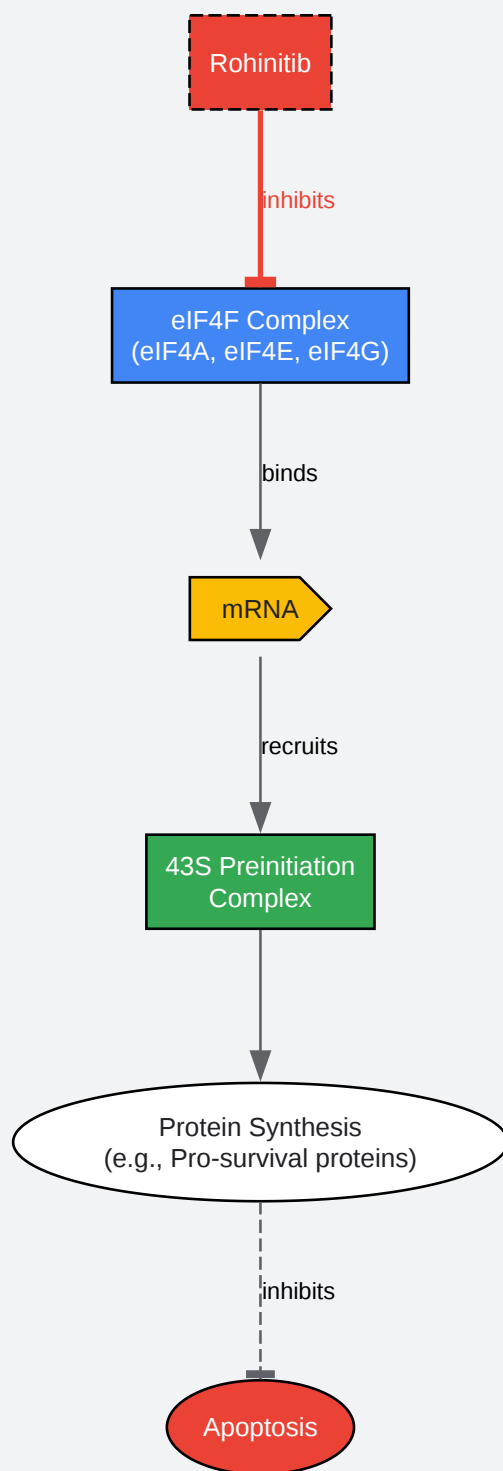 Rohinitib
inhibits
eIF4F Complex
(eIF4A, eIF4E, eIF4G)
binds
mRNA
recruits
43S Preinitiation
Complex
Protein Synthesis
(e.g., Pro-survival proteins)
inhibits
Apoptosis